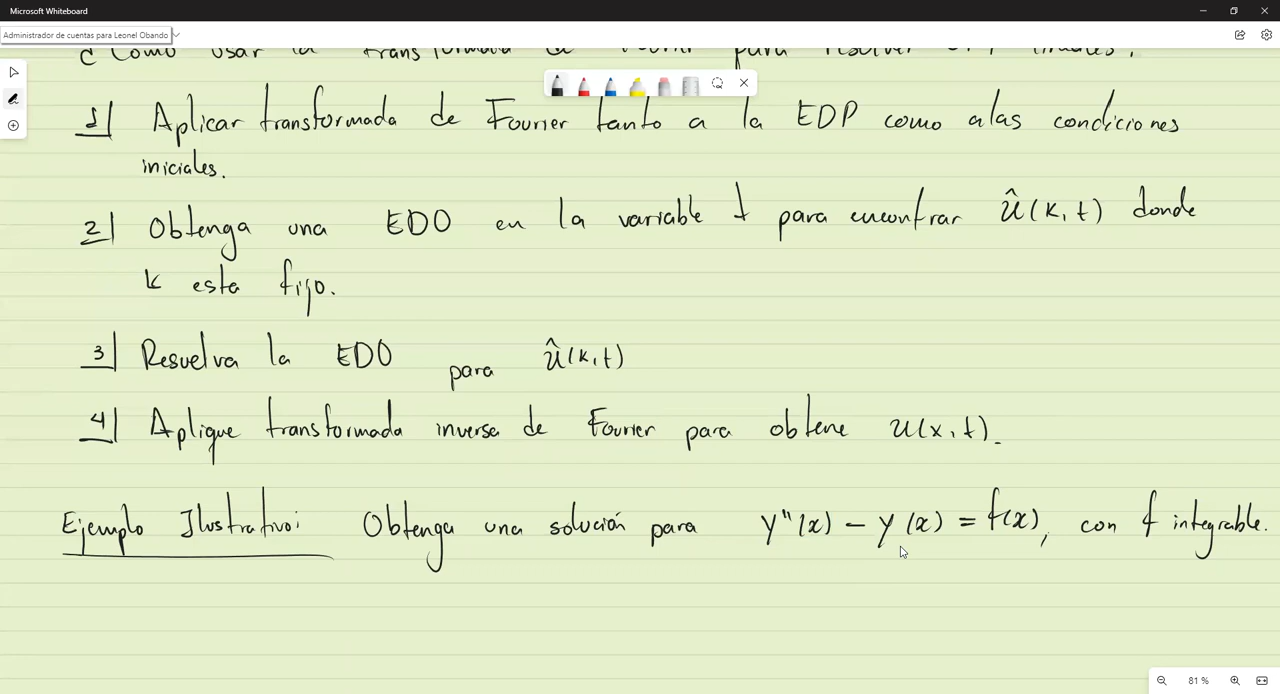 Microsoft Whiteboard
Administrador de cuentas para Leonel Obando
¿Cómo usar la transformada de Fourier para resolver
1| Aplicar transformada de Fourier tanto a la EDP como a las condiciones
iniciales.
2| Obtenga una EDO en la variable t para encontrar û(k,t) donde
k esta fijo.
3| Resuelva la EDO para û(k,t)
4| Aplique transformada inversa de Fourier para obtene u(x,t).
Ejemplo Ilustrativo: Obtenga una solución para y''(x) - y(x) = f(x), con f integrable.
81 %